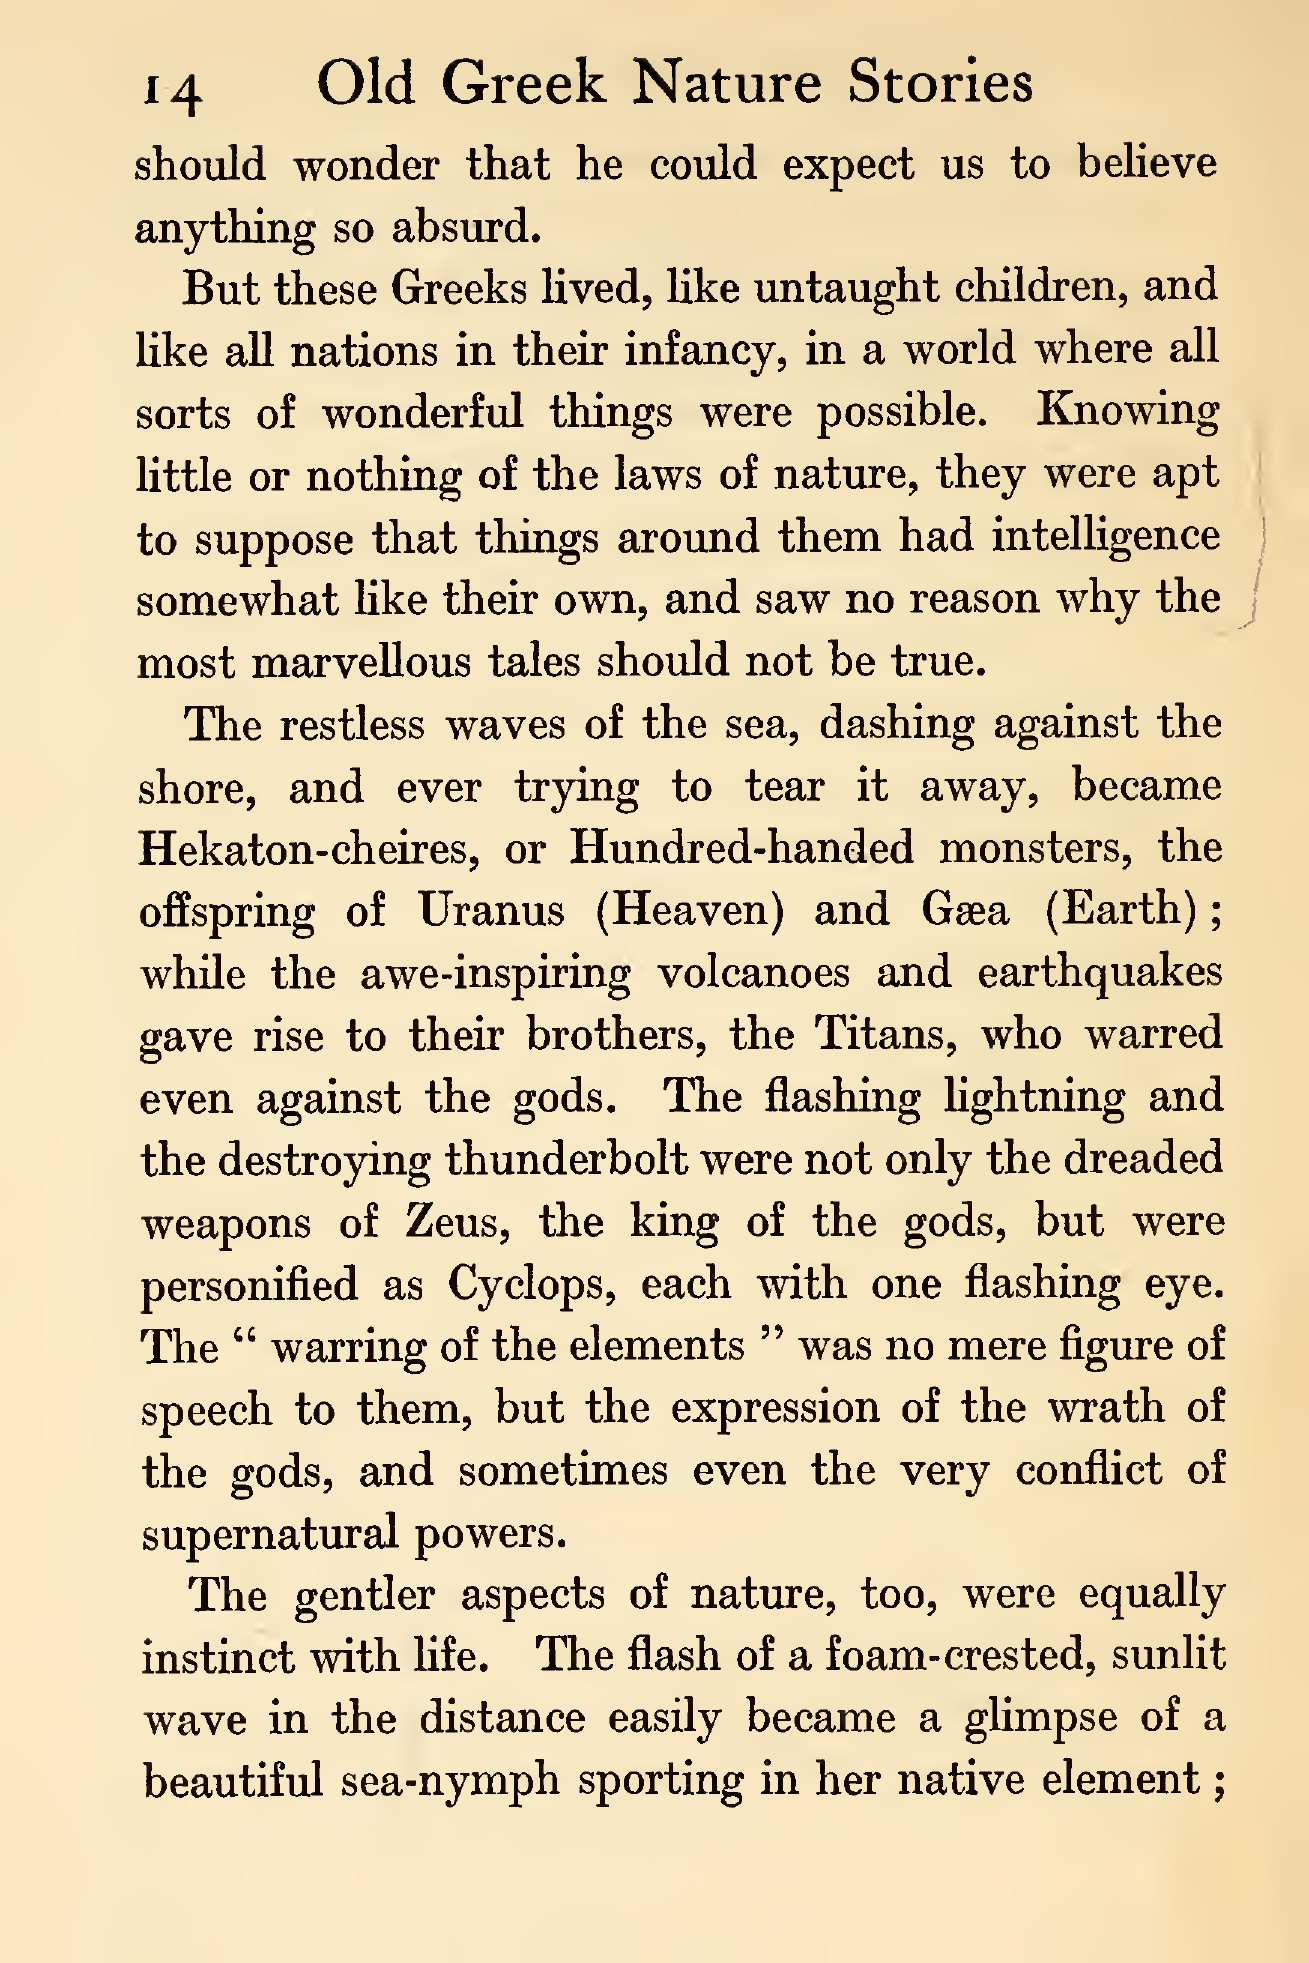 14 Old Greek Nature Stories
should wonder that he could expect us to believe
anything so absurd.
But these Greeks lived, like untaught children, and
like all nations in their infancy, in a world where all
sorts of wonderful things were possible. Knowing
little or nothing of the laws of nature, they were apt
to suppose that things around them had intelligence
somewhat like their own, and saw no reason why the
most marvellous tales should not be true.
The restless waves of the sea, dashing against the
shore, and ever trying to tear it away, became
Hekaton-cheires, or Hundred-handed monsters, the
offspring of Uranus (Heaven) and Gæa (Earth) ;
while the awe-inspiring volcanoes and earthquakes
gave rise to their brothers, the Titans, who warred
even against the gods. The flashing lightning and
the destroying thunderbolt were not only the dreaded
weapons of Zeus, the king of the gods, but were
personified as Cyclops, each with one flashing eye.
The “ warring of the elements ” was no mere figure of
speech to them, but the expression of the wrath of
the gods, and sometimes even the very conflict of
supernatural powers.
The gentler aspects of nature, too, were equally
instinct with life. The flash of a foam-crested, sunlit
wave in the distance easily became a glimpse of a
beautiful sea-nymph sporting in her native element ;